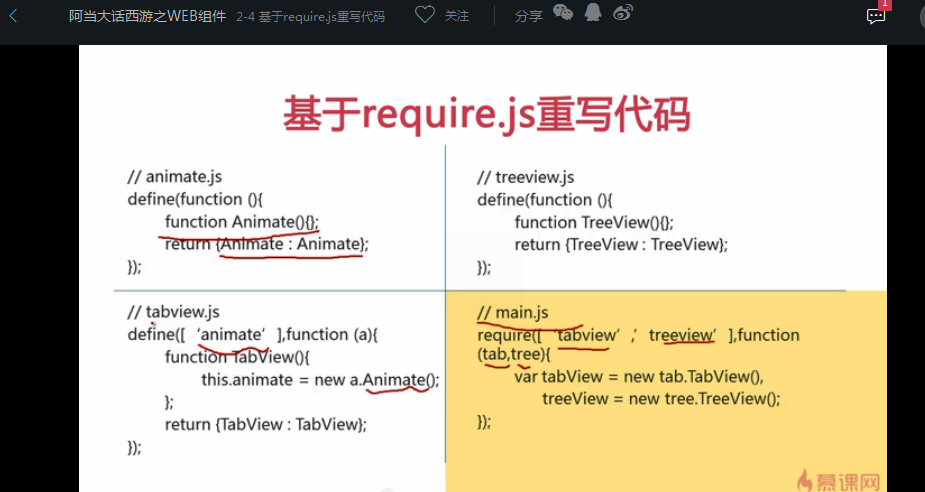 阿当大话西游之WEB组件 2-4 基于require.js重写代码 关注 分享 1
基于require.js重写代码
// animate.js
define(function (){
function Animate(){};
return {Animate : Animate};
});
// treeview.js
define(function (){
function TreeView(){};
return {TreeView : TreeView};
});
// tabview.js
define([ ‘animate’ ],function (a){
function TabView(){
this.animate = new a.Animate();
};
return {TabView : TabView};
});
// main.js
require([ ‘tabview’ ,’ treeview’ ],function
(tab,tree){
var tabView = new tab.TabView(),
treeView = new tree.TreeView();
});
慕课网